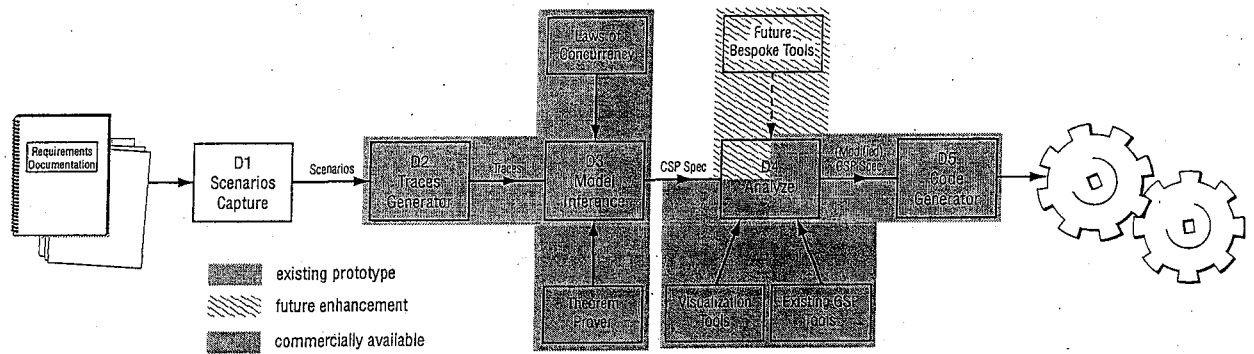 Laws of
Concurrency
Future
Bespoke Tools
Requirements
Documentation
D1
Scenarios
Capture
Scenarios
D2
Traces
Generator
Traces
D3
Model
Inference
CSP Spec
D4
Analyze
(Modified)
CSP Spec
D5
Code
Generator
existing prototype
future enhancement
commercially available
Theorem
Prover
Visualization
Tools
Existing CSP
Tools